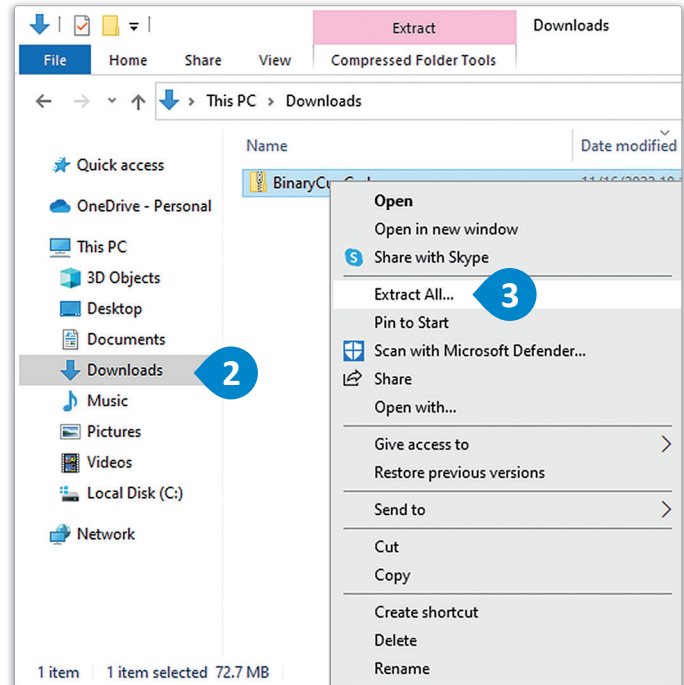 Extract
Downloads
File
Home
Share
View
Compressed Folder Tools
This PC > Downloads
Name
Date modified
Quick access
OneDrive - Personal
This PC
3D Objects
Desktop
Documents
Downloads
2
Music
Pictures
Videos
Local Disk (C:)
Network
Open
Open in new window
Share with Skype
Extract All...
3
Pin to Start
Scan with Microsoft Defender...
Share
Open with...
Give access to
Restore previous versions
Send to
Cut
Copy
Create shortcut
Delete
Rename
1 item
1 item selected 72.7 MB